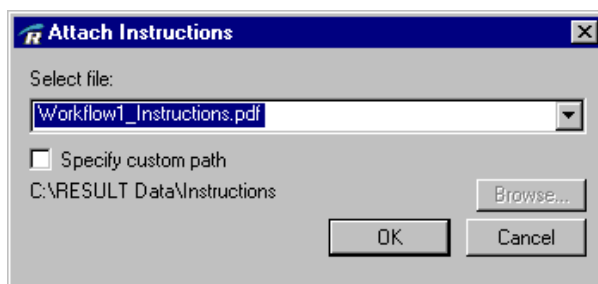 Attach Instructions
Select file:
Workflow1_Instructions.pdf
Specify custom path
C:\RESULT Data\Instructions
Browse...
OK
Cancel